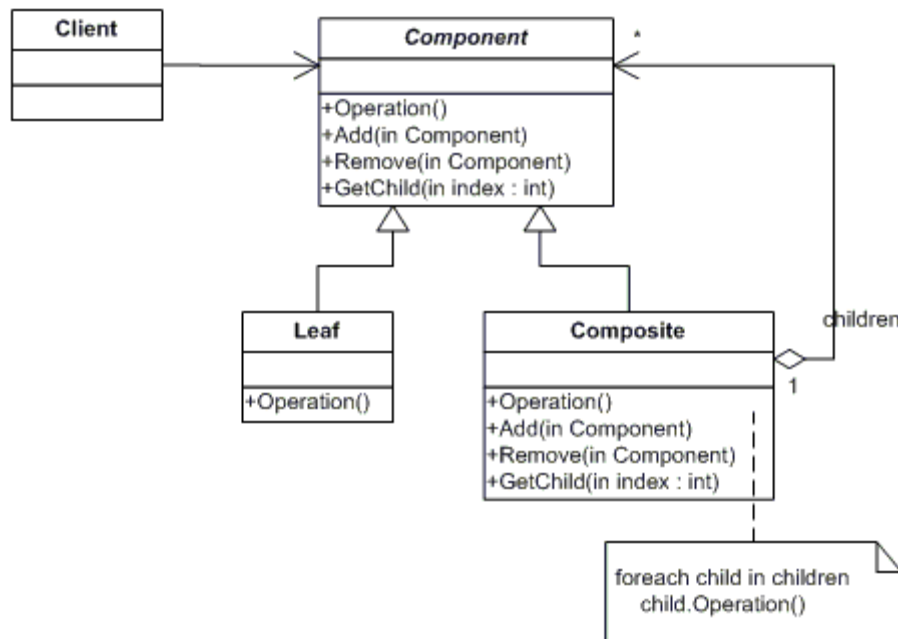 Client
Component
*
+Operation()
+Add(in Component)
+Remove(in Component)
+GetChild(in index : int)
children
Leaf
+Operation()
Composite
1
+Operation()
+Add(in Component)
+Remove(in Component)
+GetChild(in index : int)
foreach child in children
child.Operation()